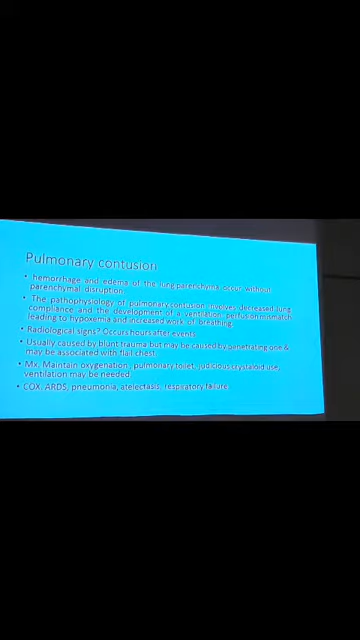 Pulmonary contusion
• hemorrhage and edema of the lung parenchyma occur without
parenchymal disruption
• The pathophysiology of pulmonary contusion involves decreased lung
compliance and the development of a ventilation perfusion mismatch
leading to hypoxemia and increased work of breathing.
• Radiological signs? Occurs hours after event
• Usually caused by blunt trauma but may be caused by penetrating one &
may be associated with flail chest.
• Mx. Maintain oxygenation, pulmonary toilet, judicious crystalloid use,
ventilation may be needed.
• COX. ARDS, pneumonia, atelectasis, respiratory failure.